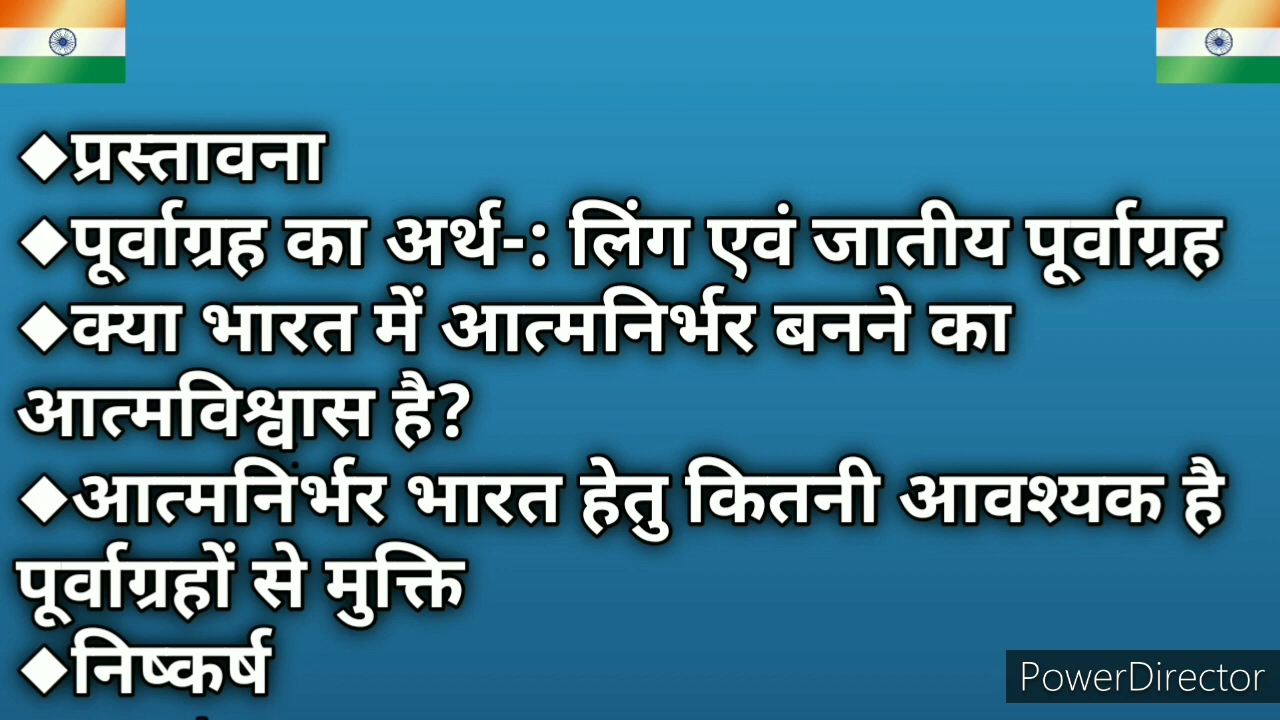 ◆प्रस्तावना
◆पूर्वाग्रह का अर्थ-: लिंग एवं जातीय पूर्वाग्रह
◆क्या भारत में आत्मनिर्भर बनने का
आत्मविश्वास है?
◆आत्मनिर्भर भारत हेतु कितनी आवश्यक है
पूर्वाग्रहों से मुक्ति
◆निष्कर्ष
PowerDirector